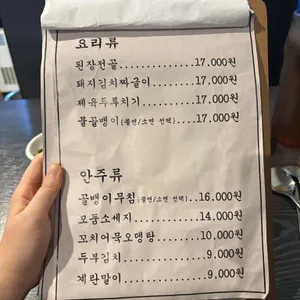 요리류
된장전골..............17.000원
돼지김치짜글이........17.000원
제육두루치기..........17.000원
물골뱅이(쫄면/소면 선택)...17.000원
안주류
골뱅이무침(쫄면/소면 선택)..16,000원
모둠소세지............14,000원
꼬치어묵오뎅탕........10,000원
두부김치..............9,000원
계란말이..............9,000원